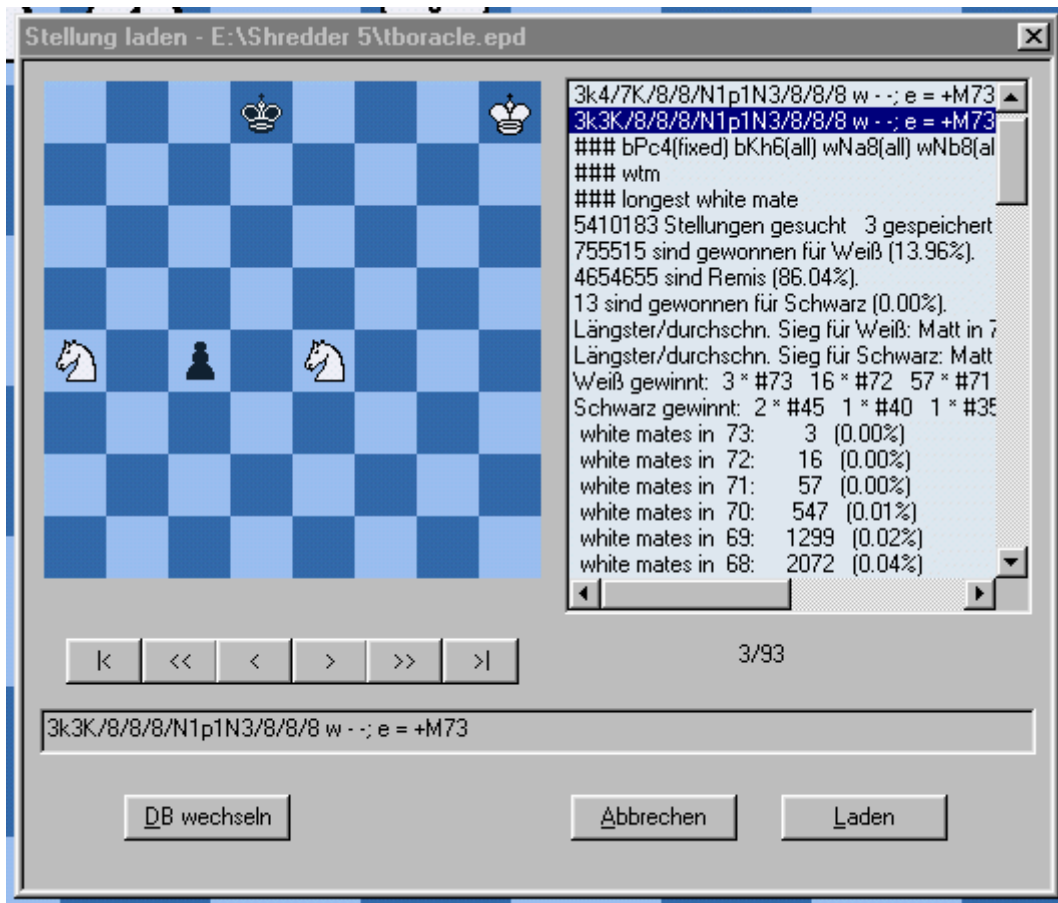 Stellung laden - E:\Shredder 5\tboracle.epd
3k4/7K/8/8/N1p1N3/8/8/8 w - -; e = +M73
3k3K/8/8/8/N1p1N3/8/8/8 w - -; e = +M73
### bPc4(fixed) bKh6(all) wNa8(all) wNb8(al
### wtm
### longest white mate
5410183 Stellungen gesucht   3 gespeichert
755515 sind gewonnen für Weiß (13.96%).
4654655 sind Remis (86.04%).
13 sind gewonnen für Schwarz (0.00%).
Längster/durchschn. Sieg für Weiß: Matt in 7
Längster/durchschn. Sieg für Schwarz: Matt
Weiß gewinnt:  3 * #73   16 * #72   57 * #71
Schwarz gewinnt:  2 * #45   1 * #40   1 * #35
white mates in  73:       3   (0.00%)
white mates in  72:      16   (0.00%)
white mates in  71:      57   (0.00%)
white mates in  70:     547   (0.01%)
white mates in  69:    1299   (0.02%)
white mates in  68:    2072   (0.04%)
|< << < > >> >|
3/93
3k3K/8/8/8/N1p1N3/8/8/8 w - -; e = +M73
DB wechseln
Abbrechen
Laden